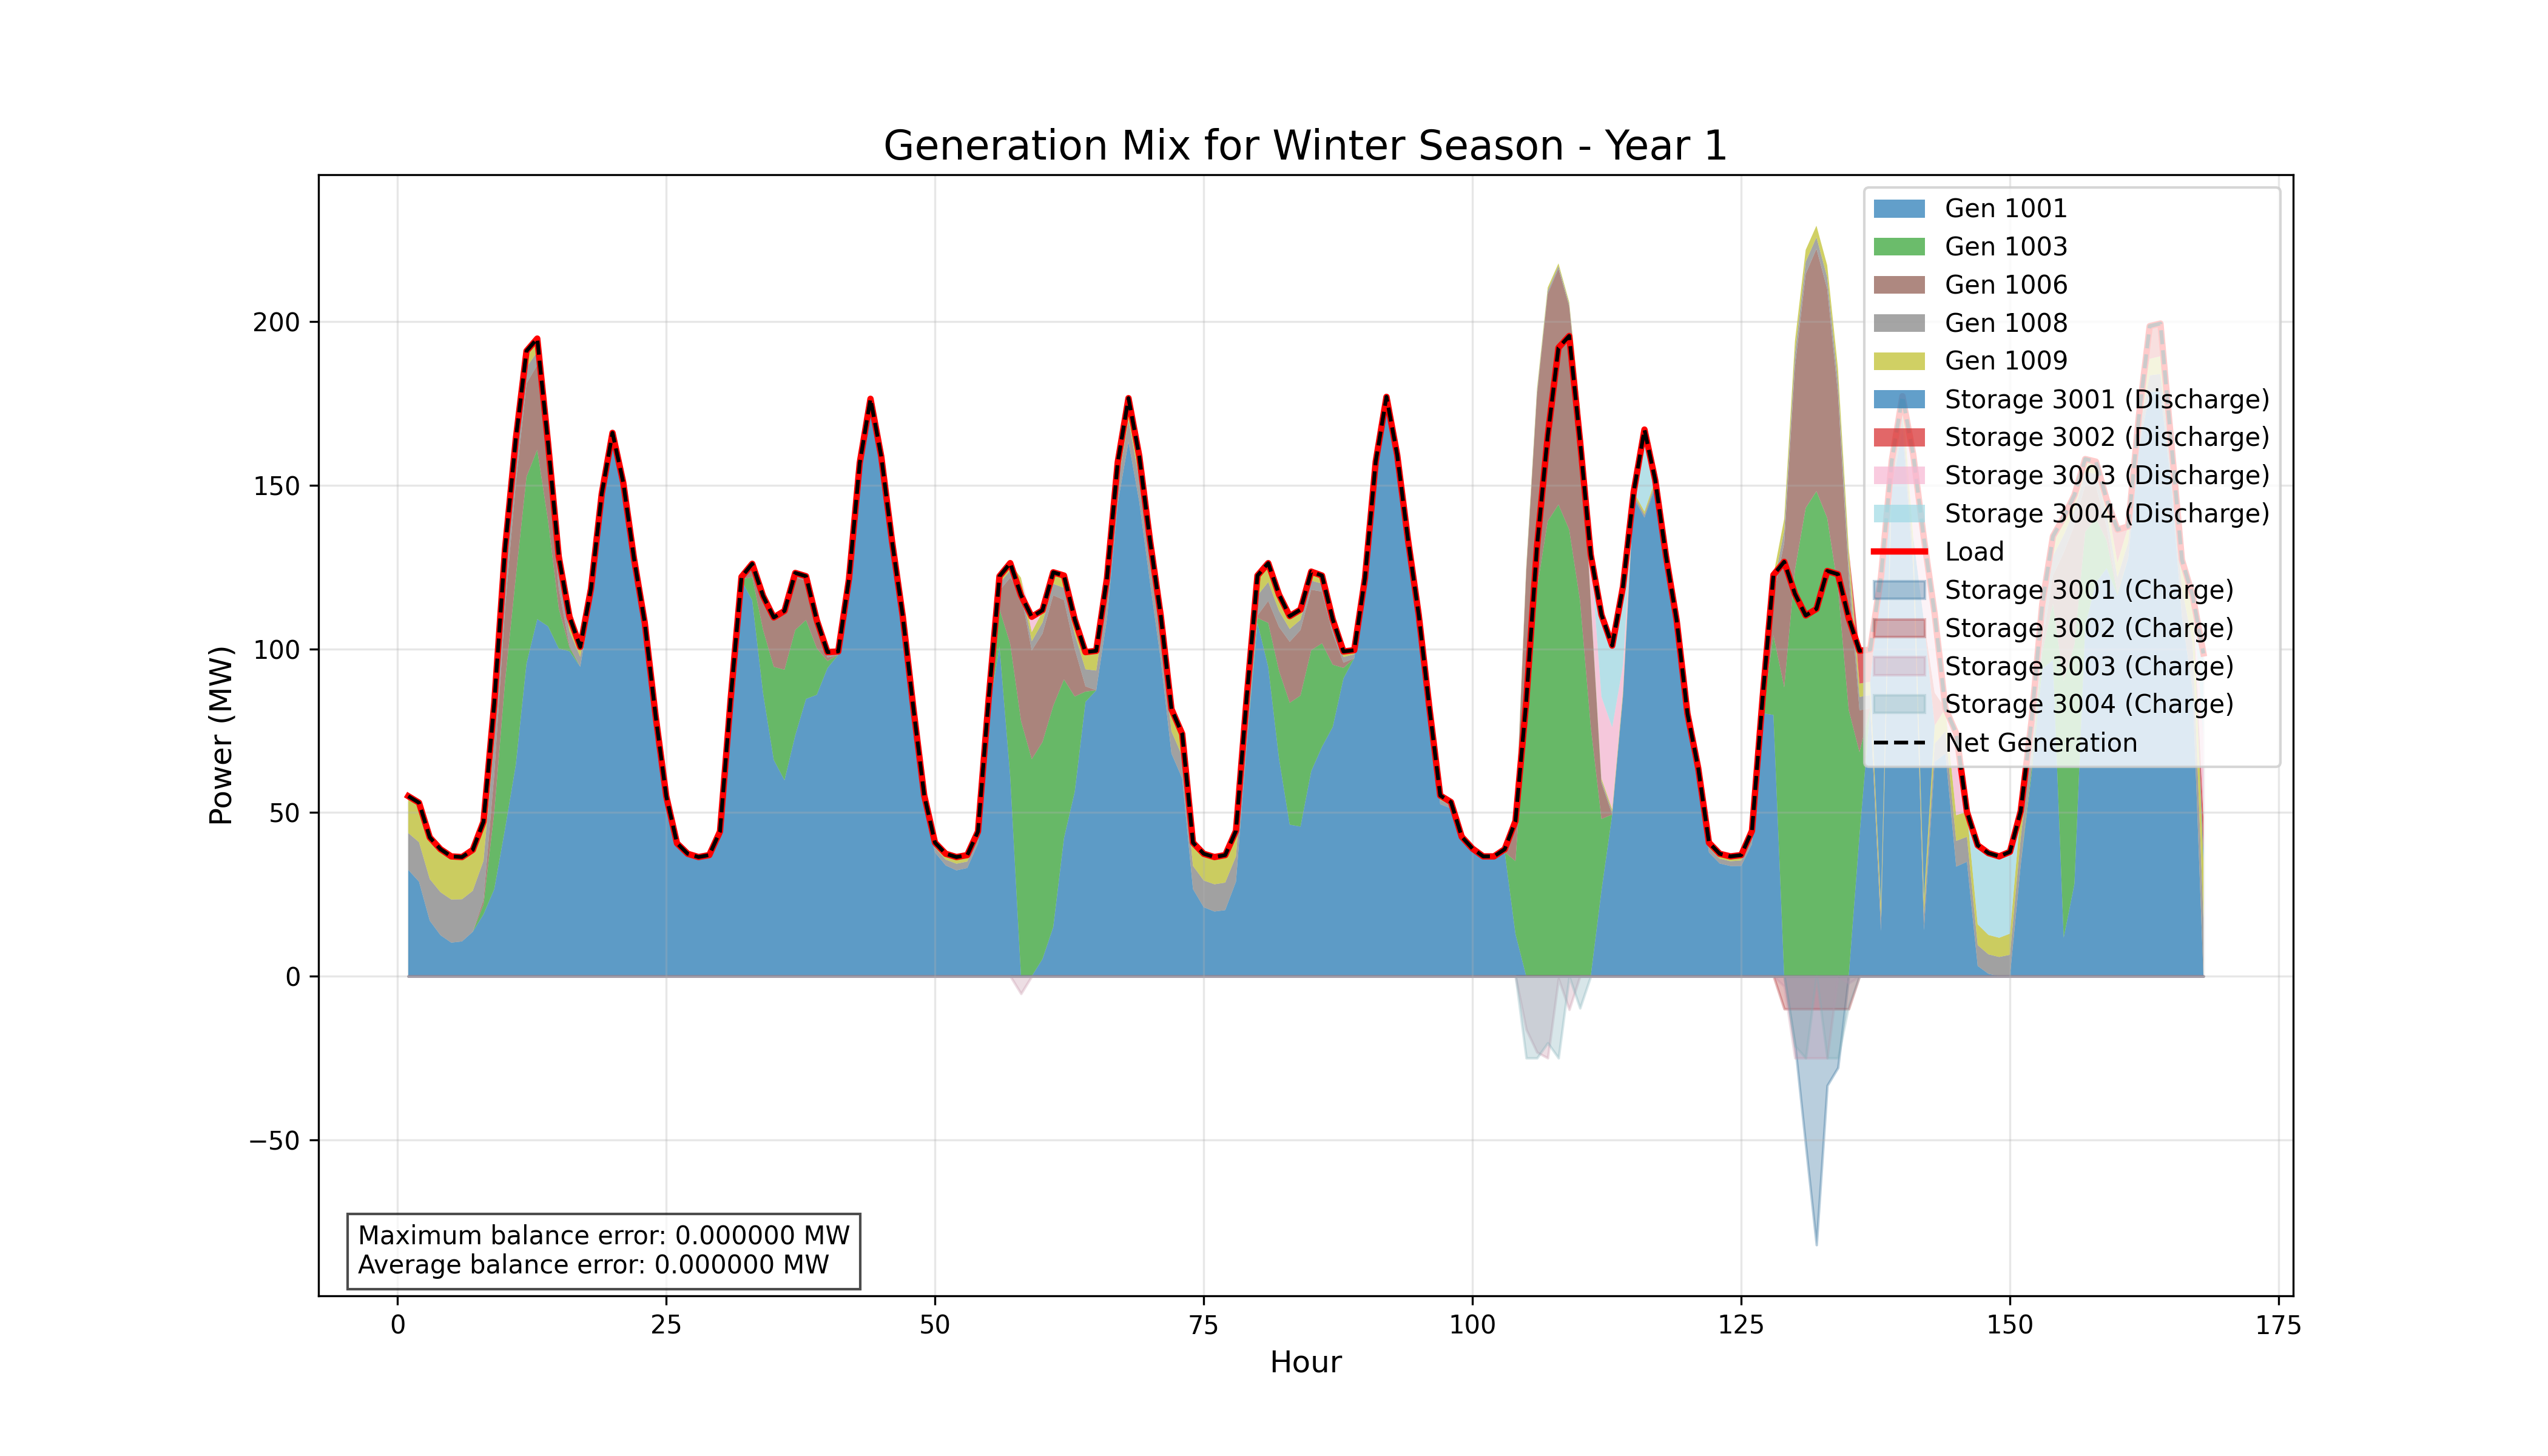 Generation Mix for Winter Season - Year 1
Power (MW)
200
150
100
50
0
−50
Gen 1001
Gen 1003
Gen 1006
Gen 1008
Gen 1009
Storage 3001 (Discharge)
Storage 3002 (Discharge)
Storage 3003 (Discharge)
Storage 3004 (Discharge)
Load
Storage 3001 (Charge)
Storage 3002 (Charge)
Storage 3003 (Charge)
Storage 3004 (Charge)
Net Generation
Maximum balance error: 0.000000 MW
Average balance error: 0.000000 MW
0 25 50 75 100 125 150 175
Hour